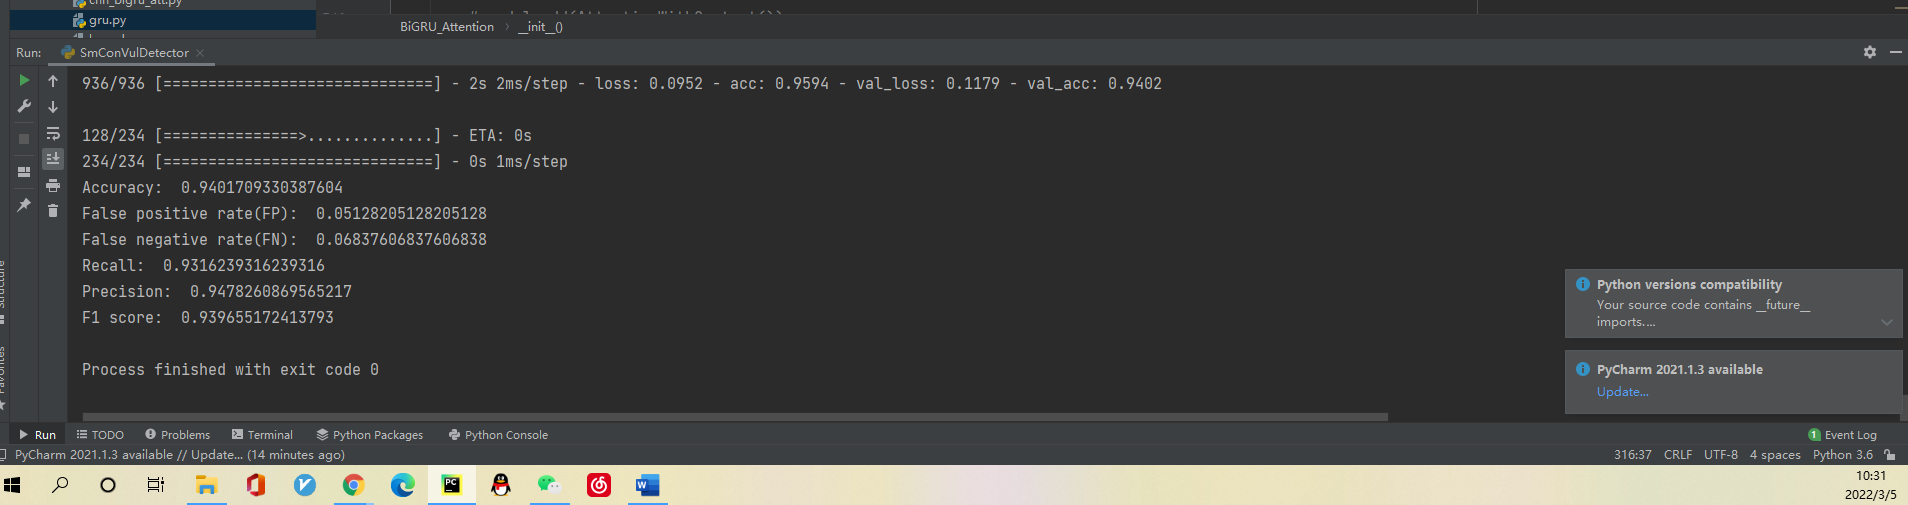 gru.py
BiGRU_Attention > __init__()
Run: SmConVulDetector ×
936/936 [==============================] - 2s 2ms/step - loss: 0.0952 - acc: 0.9594 - val_loss: 0.1179 - val_acc: 0.9402
128/234 [===============>..............] - ETA: 0s
234/234 [==============================] - 0s 1ms/step
Accuracy:  0.9401709330387604
False positive rate(FP):  0.05128205128205128
False negative rate(FN):  0.06837606837606838
Recall:  0.9316239316239316
Precision:  0.9478260869565217
F1 score:  0.939655172413793
Process finished with exit code 0
Python versions compatibility
Your source code contains __future__
imports....
PyCharm 2021.1.3 available
Update...
Structure
Favorites
Run TODO Problems Terminal Python Packages Python Console 1 Event Log
PyCharm 2021.1.3 available // Update... (14 minutes ago) 316:37 CRLF UTF-8 4 spaces Python 3.6
10:31
2022/3/5